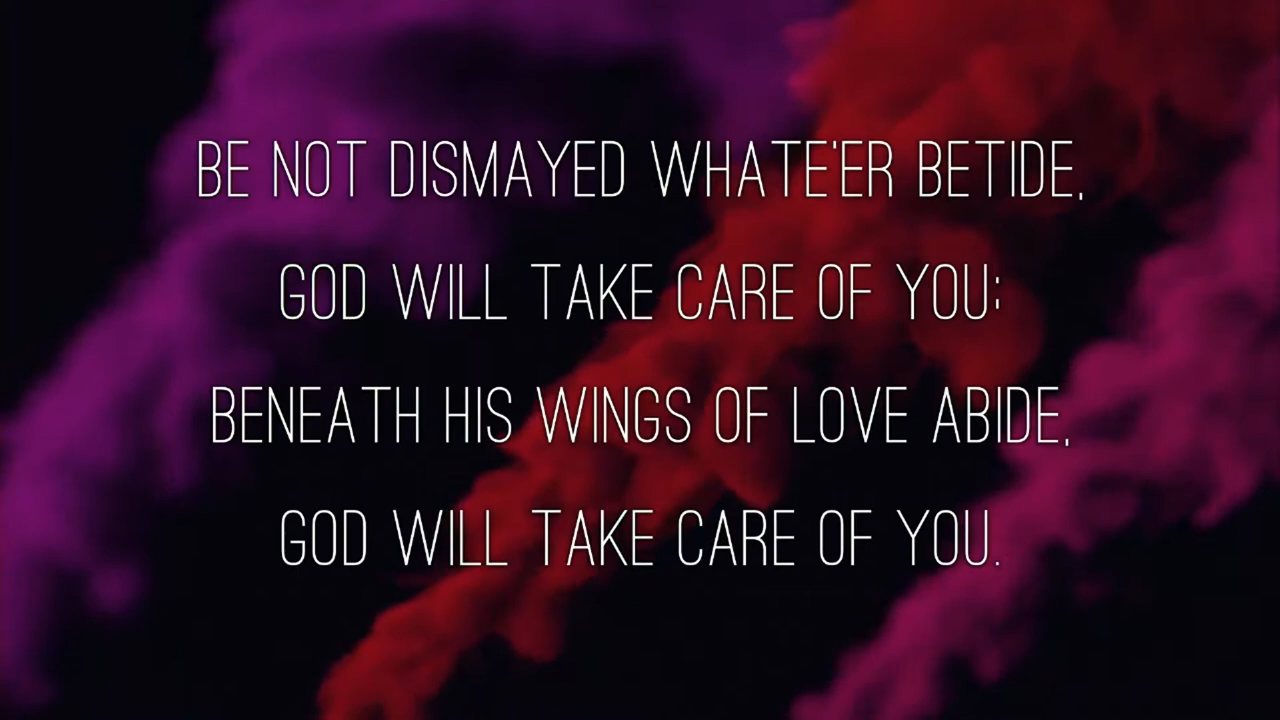 BE NOT DISMAYED WHATE'ER BETIDE,
GOD WILL TAKE CARE OF YOU;
BENEATH HIS WINGS OF LOVE ABIDE,
GOD WILL TAKE CARE OF YOU.